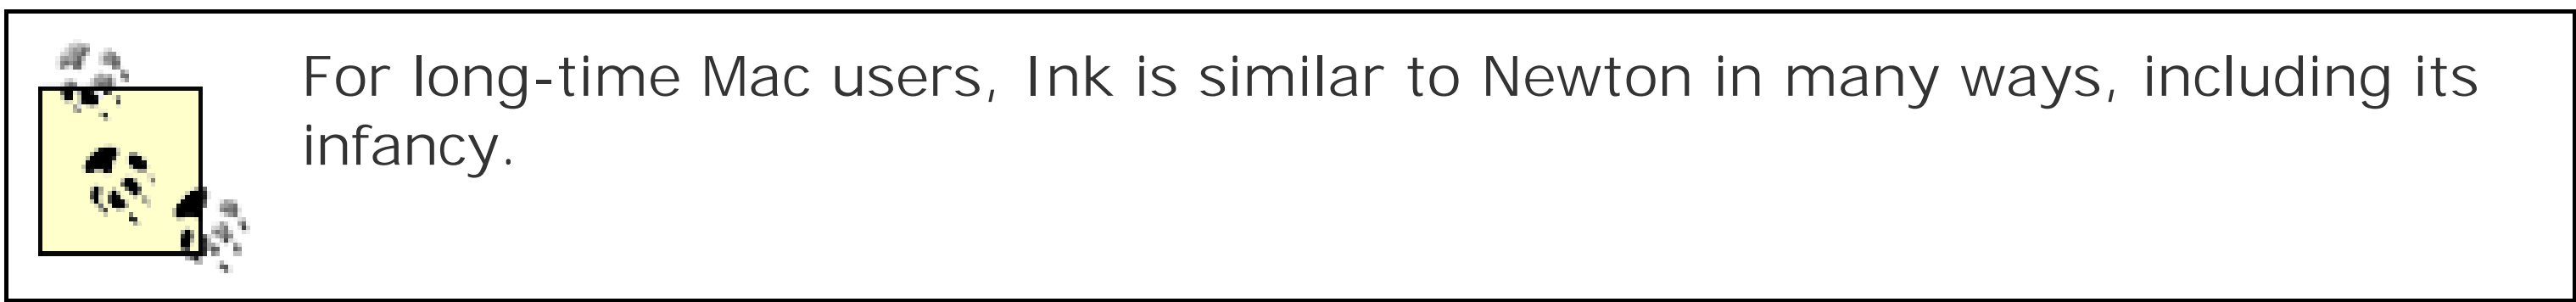 For long-time Mac users, Ink is similar to Newton in many ways, including its
infancy.